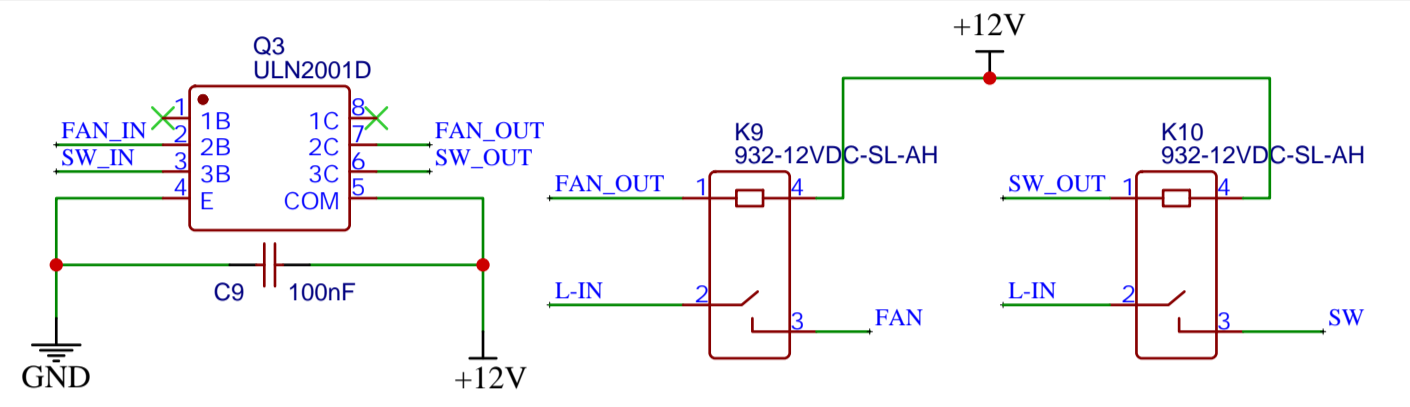 +12V
Q3
ULN2001D
1 1B 1C 8
FAN_IN 2 2B 2C 7 FAN_OUT
SW_IN 3 3B 3C 6 SW_OUT
4 E COM 5
C9 100nF
GND
+12V
K9
932-12VDC-SL-AH
FAN_OUT 1 4
L-IN 2
3 FAN
K10
932-12VDC-SL-AH
SW_OUT 1 4
L-IN 2
3 SW